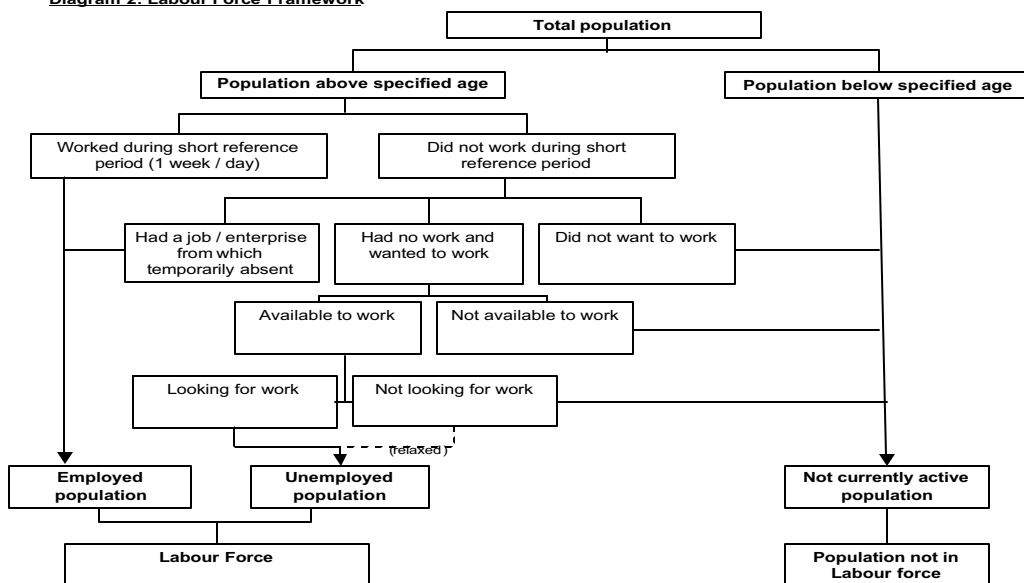 Diagram 2: Labour Force Framework
Total population
Population above specified age
Population below specified age
Worked during short reference
period (1 week / day)
Did not work during short
reference period
Had a job / enterprise
from which
temporarily absent
Had no work and
wanted to work
Did not want to work
Available to work
Not available to work
Looking for work
Not looking for work
(relaxed)
Employed
population
Unemployed
population
Not currently active
population
Labour Force
Population not in
Labour force